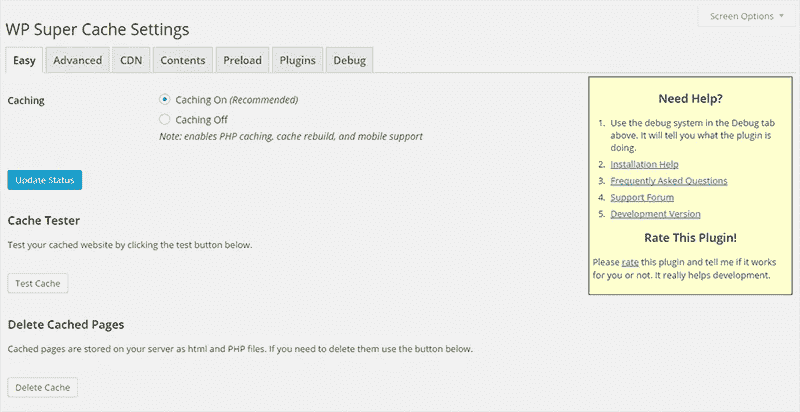 Screen Options
WP Super Cache Settings
Easy
Advanced
CDN
Contents
Preload
Plugins
Debug
Caching
Caching On (Recommended)
Caching Off
Note: enables PHP caching, cache rebuild, and mobile support
Update Status
Cache Tester
Test your cached website by clicking the test button below.
Test Cache
Delete Cached Pages
Cached pages are stored on your server as html and PHP files. If you need to delete them use the button below.
Delete Cache
Need Help?
1. Use the debug system in the Debug tab
above. It will tell you what the plugin is
doing.
2. Installation Help
3. Frequently Asked Questions
4. Support Forum
5. Development Version
Rate This Plugin!
Please rate this plugin and tell me if it works
for you or not. It really helps development.